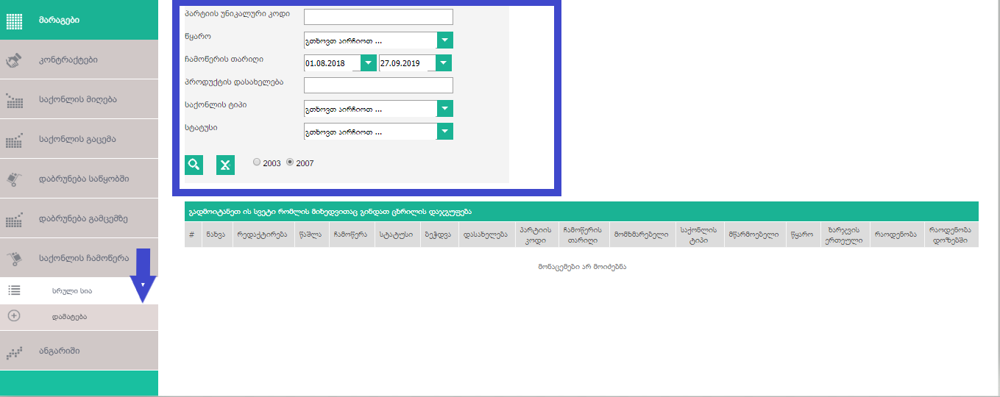 მარაგები
კონტრაქტები
საქონლის მიღება
საქონლის გაცემა
დაბრუნება საწყობში
დაბრუნება გამცემზე
საქონლის ჩამოწერა
სრული სია
დამატება
ანგარიში
პარტიის უნიკალური კოდი
წყარო გთხოვთ აირჩიოთ ...
ჩამოწერის თარიღი 01.08.2018 27.09.2019
პროდუქტის დასახელება
საქონლის ტიპი გთხოვთ აირჩიოთ ...
სტატუსი გთხოვთ აირჩიოთ ...
2003 2007
გადმოიტანეთ ის სვეტი რომლის მიხედვითაც გინდათ ცხრილის დაჯგუფება
# ნახვა რედაქტირება წაშლა ჩამოწერა სტატუსი ბეჭდვა დასახელება პარტიის კოდი ჩამოწერის თარიღი მომხმარებელი საქონლის ტიპი მწარმოებელი წყარო ხარჯვის ერთეული რაოდენობა რაოდენობა დოზებში
მონაცემები არ მოიძებნა